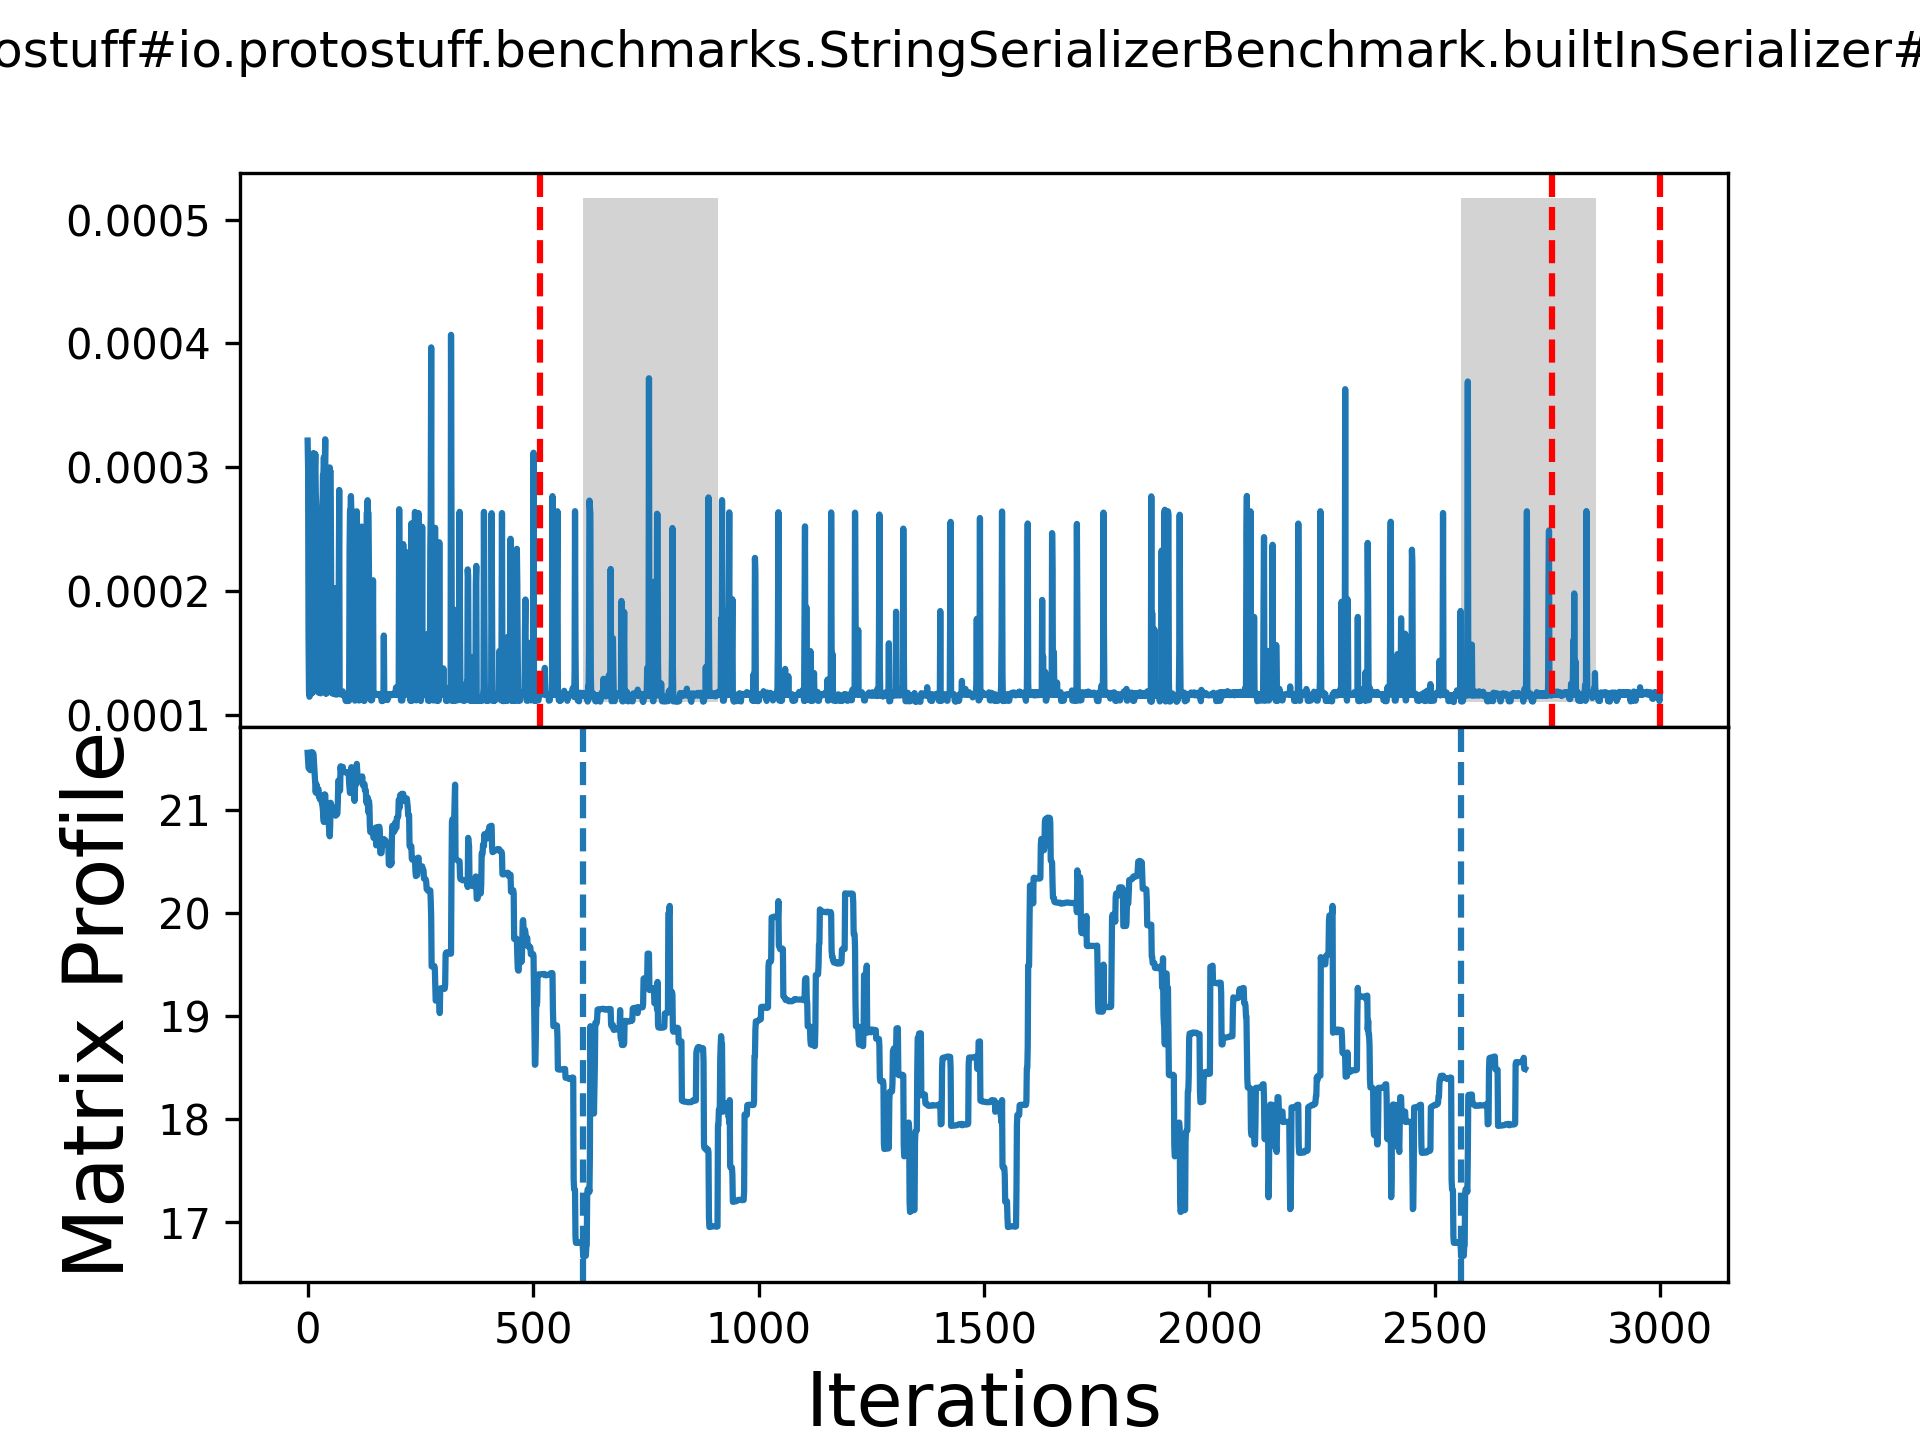 ostuff#io.protostuff.benchmarks.StringSerializerBenchmark.builtInSerializer#
0.0005
0.0004
0.0003
0.0002
0.0001
Matrix Profile
21
20
19
18
17
0 500 1000 1500 2000 2500 3000
Iterations